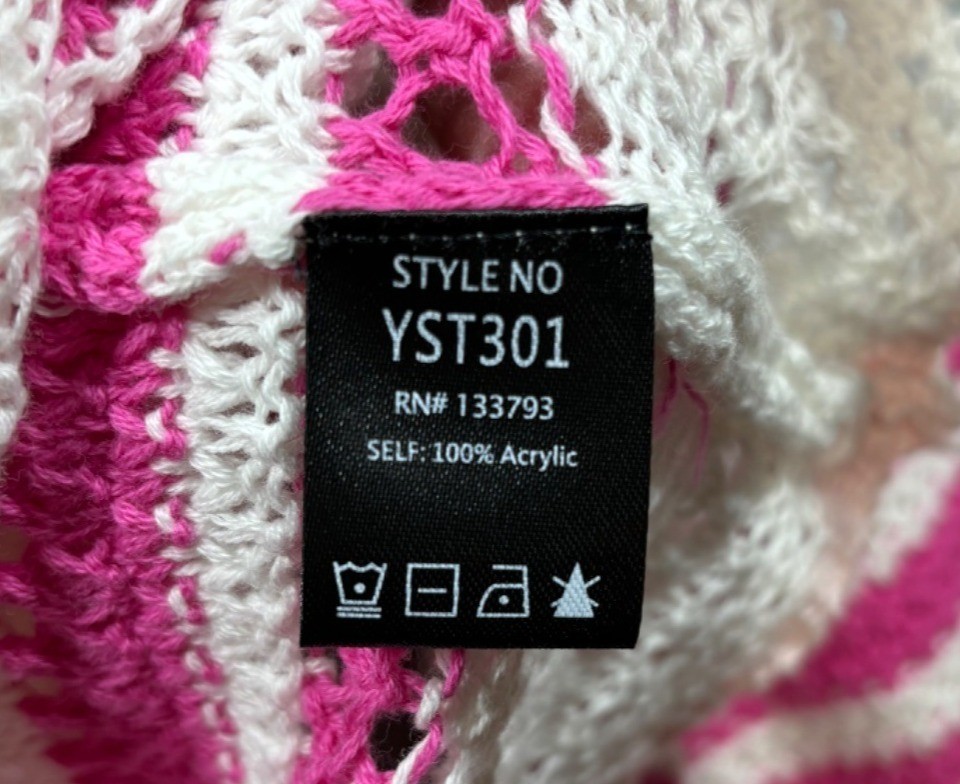 STYLE NO
YST301
RN# 133793
SELF: 100% Acrylic